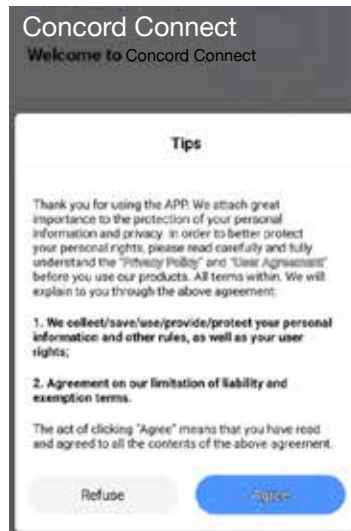 Concord Connect
Welcome to Concord Connect
Tips
Thank you for using the APP. We attach great
importance to the protection of your personal
information and privacy. In order to better protect
your personal rights, please read carefully and fully
understand the "Privacy Policy" and "User Agreement"
before you use our products. All terms within. We will
explain to you through the above agreement:
1. We collect/save/use/provide/protect your personal
information and other rules, as well as your user
rights;
2. Agreement on our limitation of liability and
exemption terms.
The act of clicking "Agree" means that you have read
and agreed to all the contents of the above agreement.
Refuse
Agree